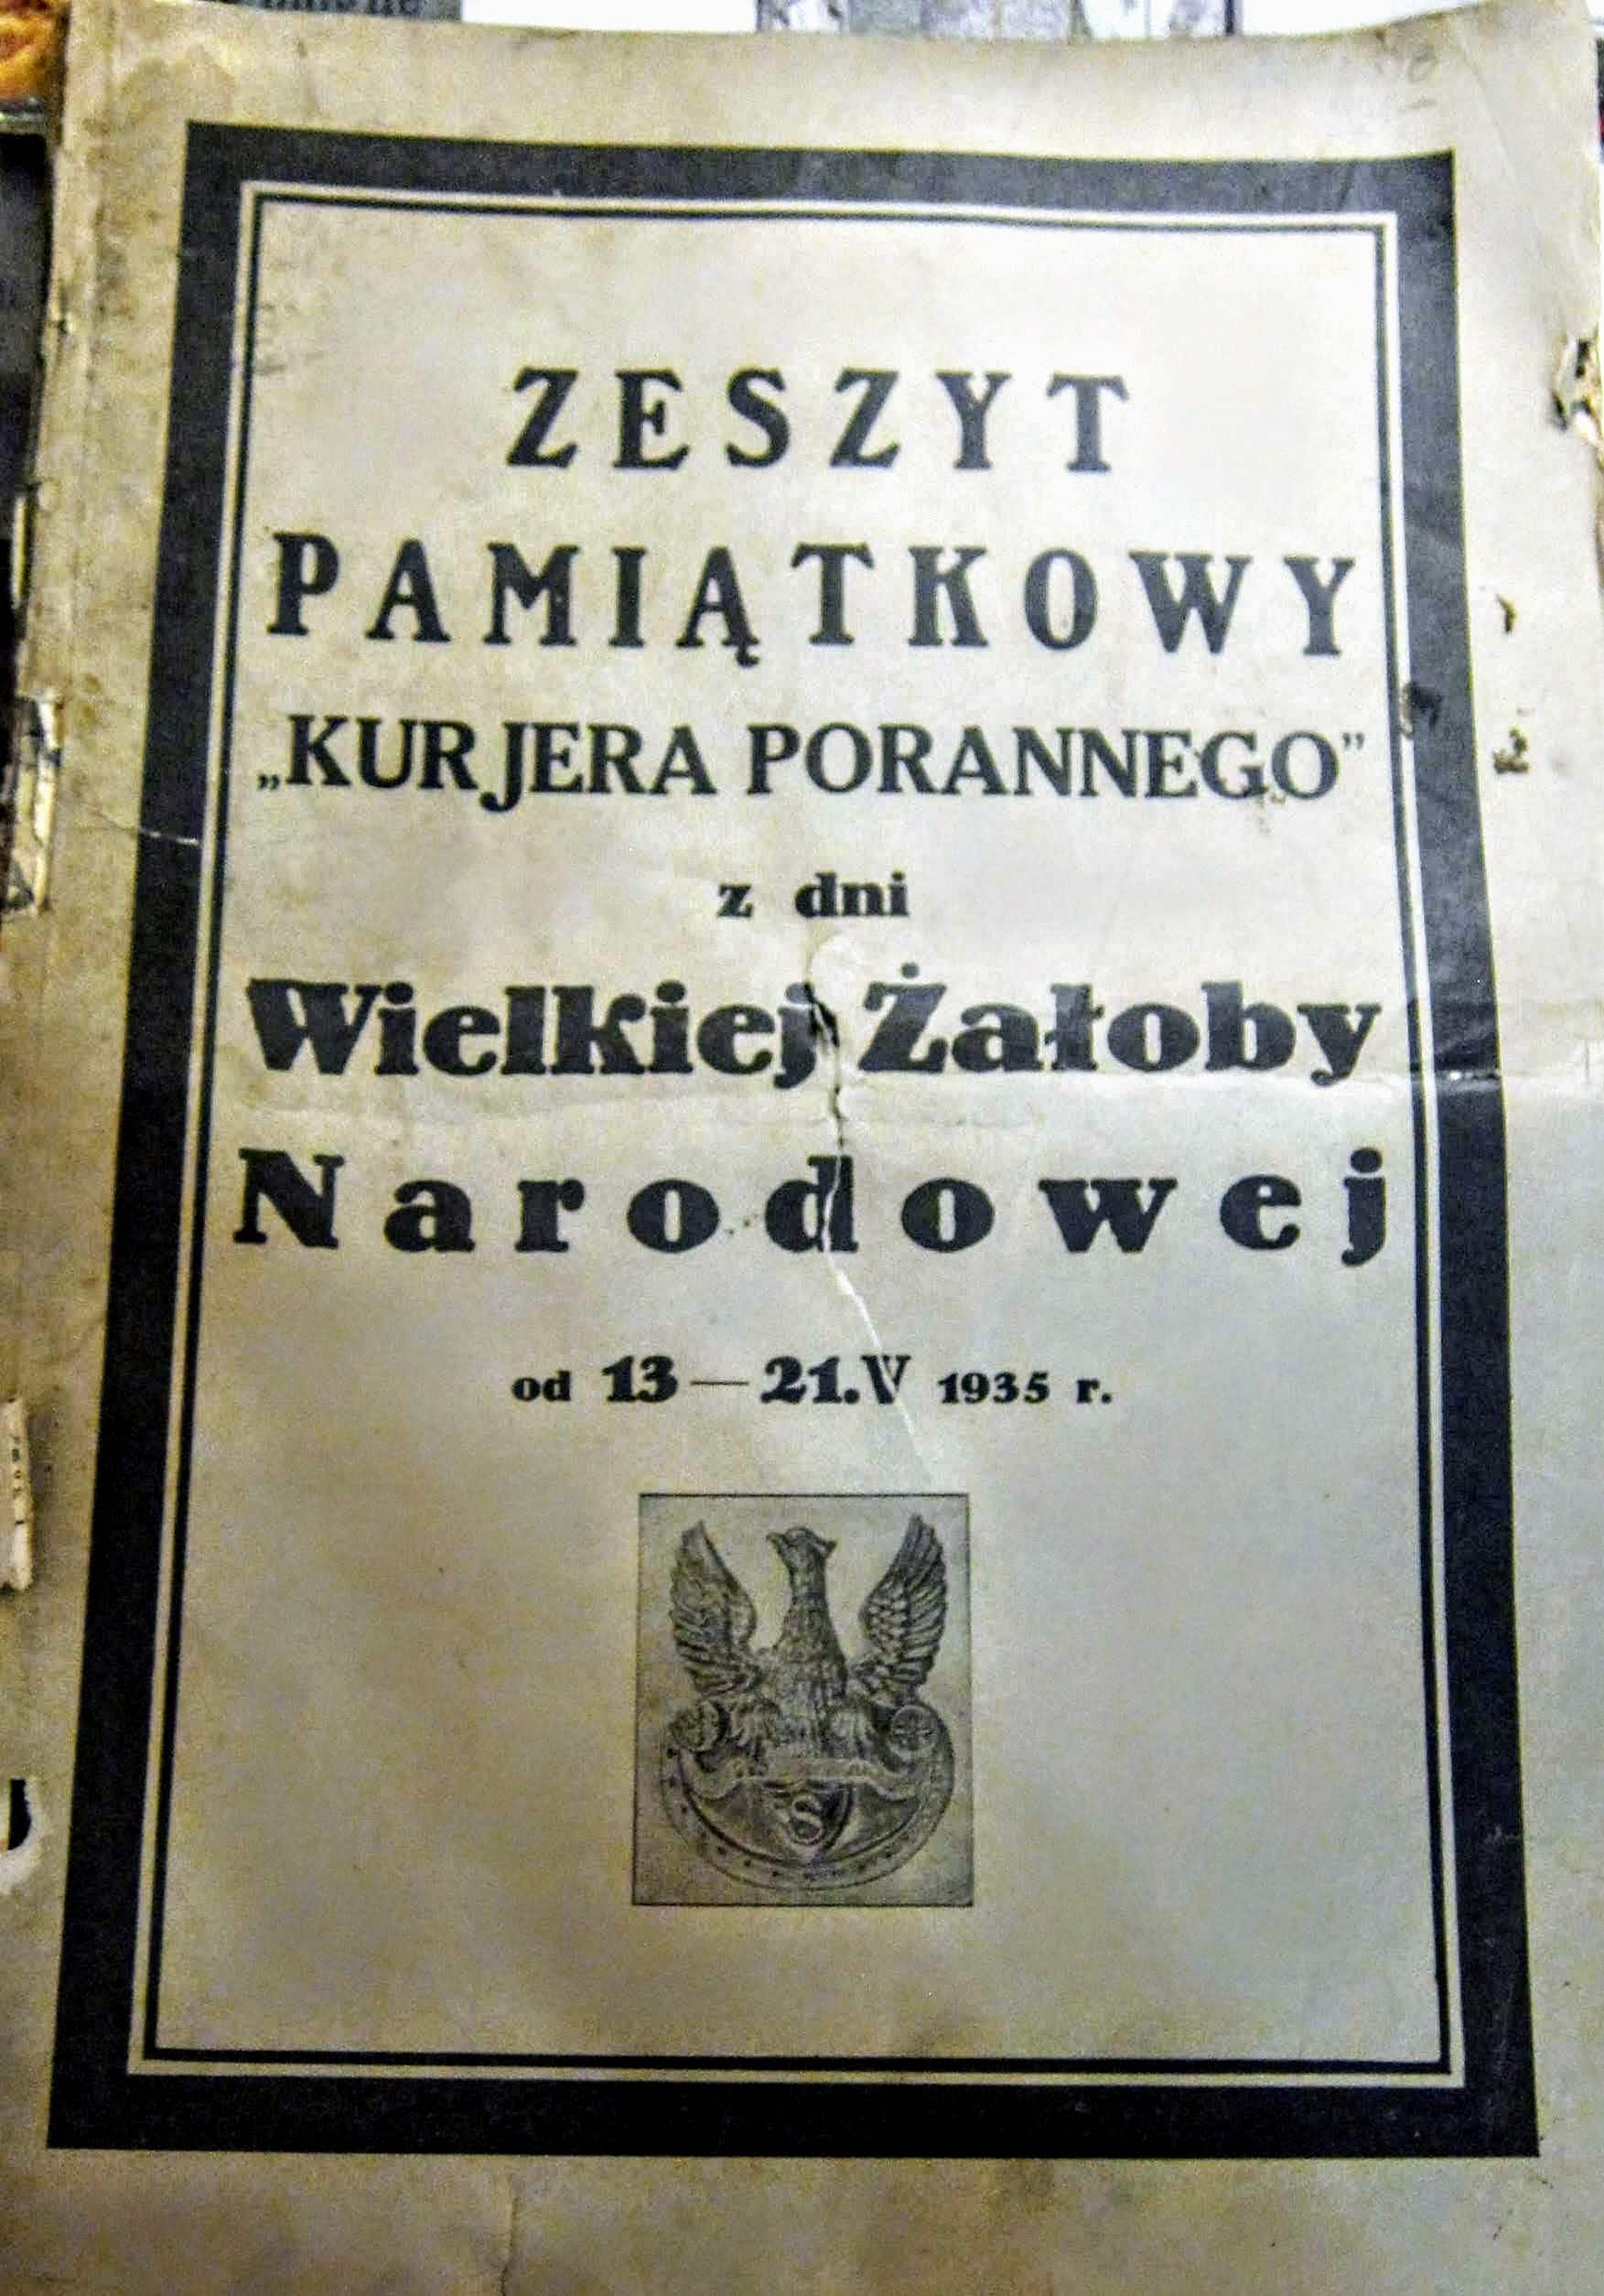 ZESZYT
PAMIĄTKOWY
„KURJERA PORANNEGO”
z dni
Wielkiej Żałoby
Narodowej
od 13—21.V 1935 r.
S